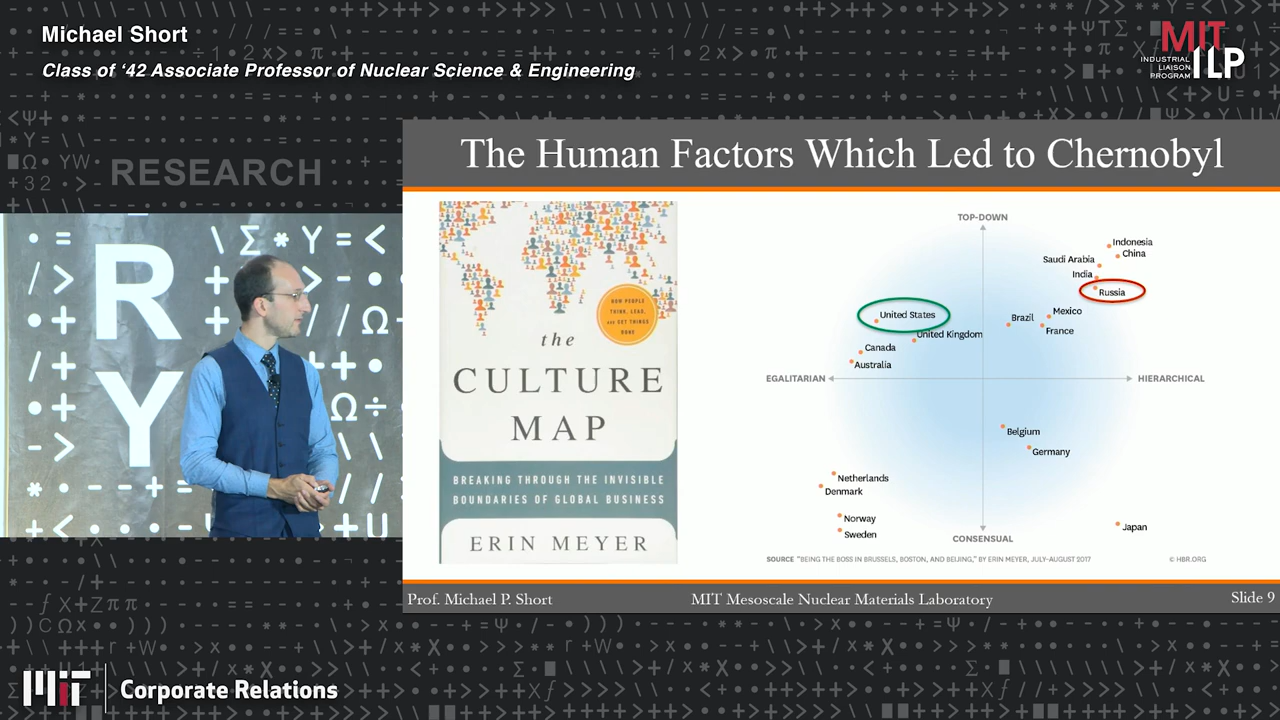 Michael Short
Class of ‘42 Associate Professor of Nuclear Science & Engineering
MIT
INDUSTRIAL
LIAISON
PROGRAM
ILP
RESEARCH
R
Y
The Human Factors Which Led to Chernobyl
HOW PEOPLE
THINK, LEAD,
AND GET THINGS
DONE
the
CULTURE
MAP
BREAKING THROUGH THE INVISIBLE
BOUNDARIES OF GLOBAL BUSINESS
ERIN MEYER
TOP-DOWN
Indonesia
China
Saudi Arabia
India
Russia
United States
Mexico
Brazil
France
United Kingdom
Canada
Australia
EGALITARIAN
HIERARCHICAL
Belgium
Germany
Netherlands
Denmark
Norway
Sweden
Japan
CONSENSUAL
SOURCE "BEING THE BOSS IN BRUSSELS, BOSTON, AND BEIJING," BY ERIN MEYER, JULY-AUGUST 2017
© HBR.ORG
Prof. Michael P. Short
MIT Mesoscale Nuclear Materials Laboratory
Slide 9
MIT
Corporate Relations